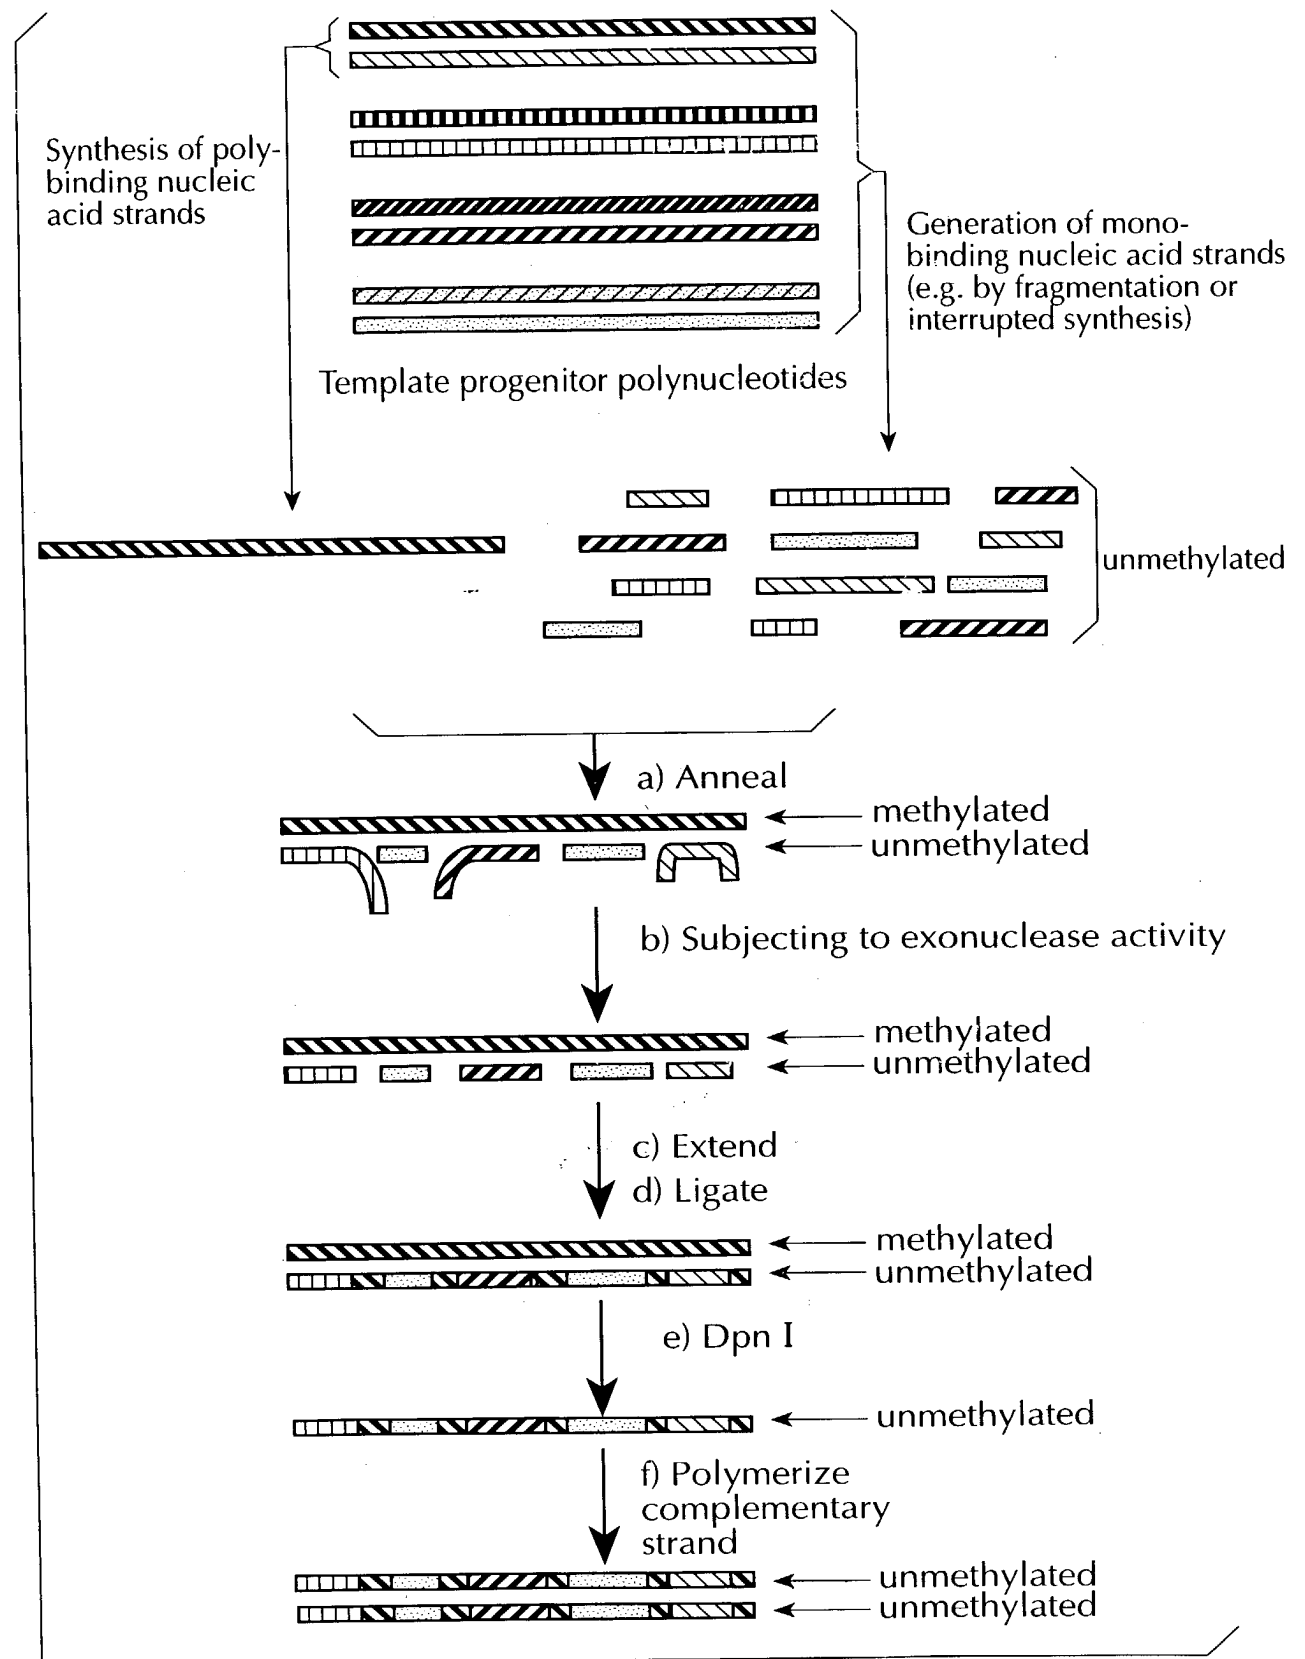 Synthesis of poly-
binding nucleic
acid strands
Generation of mono-
binding nucleic acid strands
(e.g. by fragmentation or
interrupted synthesis)
Template progenitor polynucleotides
unmethylated
a) Anneal
methylated
unmethylated
b) Subjecting to exonuclease activity
methylated
unmethylated
c) Extend
d) Ligate
methylated
unmethylated
e) Dpn I
unmethylated
f) Polymerize
complementary
strand
unmethylated
unmethylated